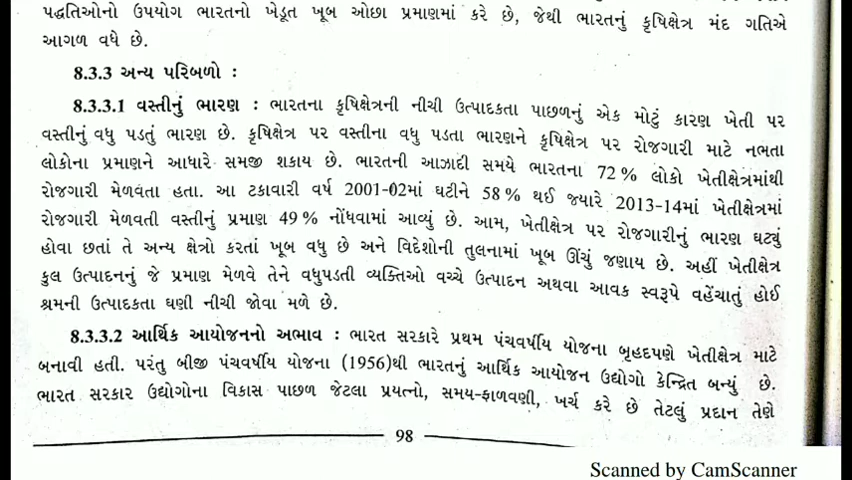 પદ્ધતિઓનો ઉપયોગ ભારતનો ખેડૂત ખૂબ ઓછા પ્રમાણમાં કરે છે, જેથી ભારતનું કૃષિક્ષેત્ર મંદ ગતિએ
આગળ વધે છે.
8.3.3 અન્ય પરિબળો :
8.3.3.1 વસ્તીનું ભારણ : ભારતના કૃષિક્ષેત્રની નીચી ઉત્પાદકતા પાછળનું એક મોટું કારણ ખેતી પર
વસ્તીનું વધુ પડતું ભારણ છે. કૃષિક્ષેત્ર પર વસ્તીના વધુ પડતા ભારણને કૃષિક્ષેત્ર પર રોજગારી માટે નભતા
લોકોના પ્રમાણને આધારે સમજી શકાય છે. ભારતની આઝાદી સમયે ભારતના 72 % લોકો ખેતીક્ષેત્રમાંથી
રોજગારી મેળવતા હતા. આ ટકાવારી વર્ષ 2001-02માં ઘટીને 58 % થઈ જ્યારે 2013-14માં ખેતીક્ષેત્રમાં
રોજગારી મેળવતી વસ્તીનું પ્રમાણ 49 % નોંધવામાં આવ્યું છે. આમ, ખેતીક્ષેત્ર પર રોજગારીનું ભારણ ઘટ્યું
હોવા છતાં તે અન્ય ક્ષેત્રો કરતાં ખૂબ વધુ છે અને વિદેશોની તુલનામાં ખૂબ ઊંચું જણાય છે. અહીં ખેતીક્ષેત્ર
કુલ ઉત્પાદનનું જે પ્રમાણ મેળવે તેને વધુપડતી વ્યક્તિઓ વચ્ચે ઉત્પાદન અથવા આવક સ્વરૂપે વહેંચાતું હોઈ
શ્રમની ઉત્પાદકતા ઘણી નીચી જોવા મળે છે.
8.3.3.2 આર્થિક આયોજનનો અભાવ : ભારત સરકારે પ્રથમ પંચવર્ષીય યોજના બૃહદપણે ખેતીક્ષેત્ર માટે
બનાવી હતી. પરંતુ બીજી પંચવર્ષીય યોજના (1956)થી ભારતનું આર્થિક આયોજન ઉદ્યોગો કેન્દ્રિત બન્યું છે.
ભારત સરકાર ઉદ્યોગોના વિકાસ પાછળ જેટલા પ્રયત્નો, સમય-ફાળવણી, ખર્ચ કરે છે તેટલું પ્રદાન તેણે
98
Scanned by CamScanner